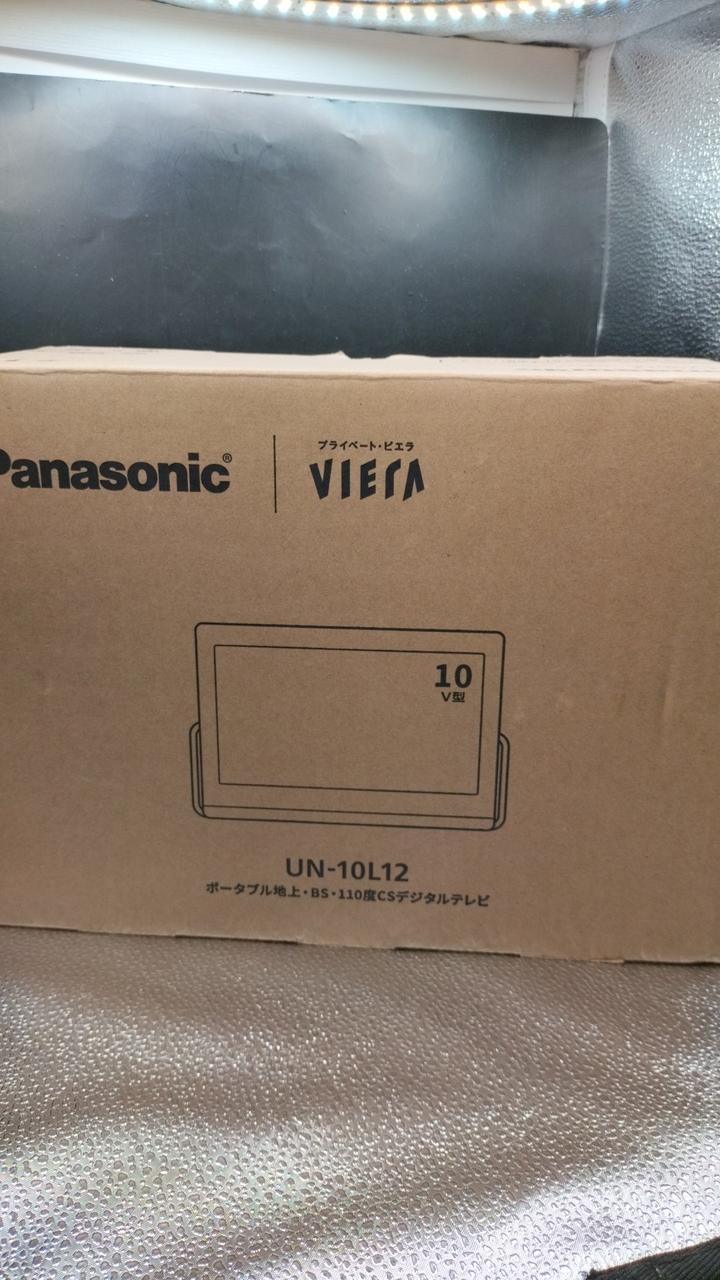 Panasonic®
プライベート・ビエラ
VIERA
10
V型
UN-10L12
ポータブル地上・BS・110度CSデジタルテレビ